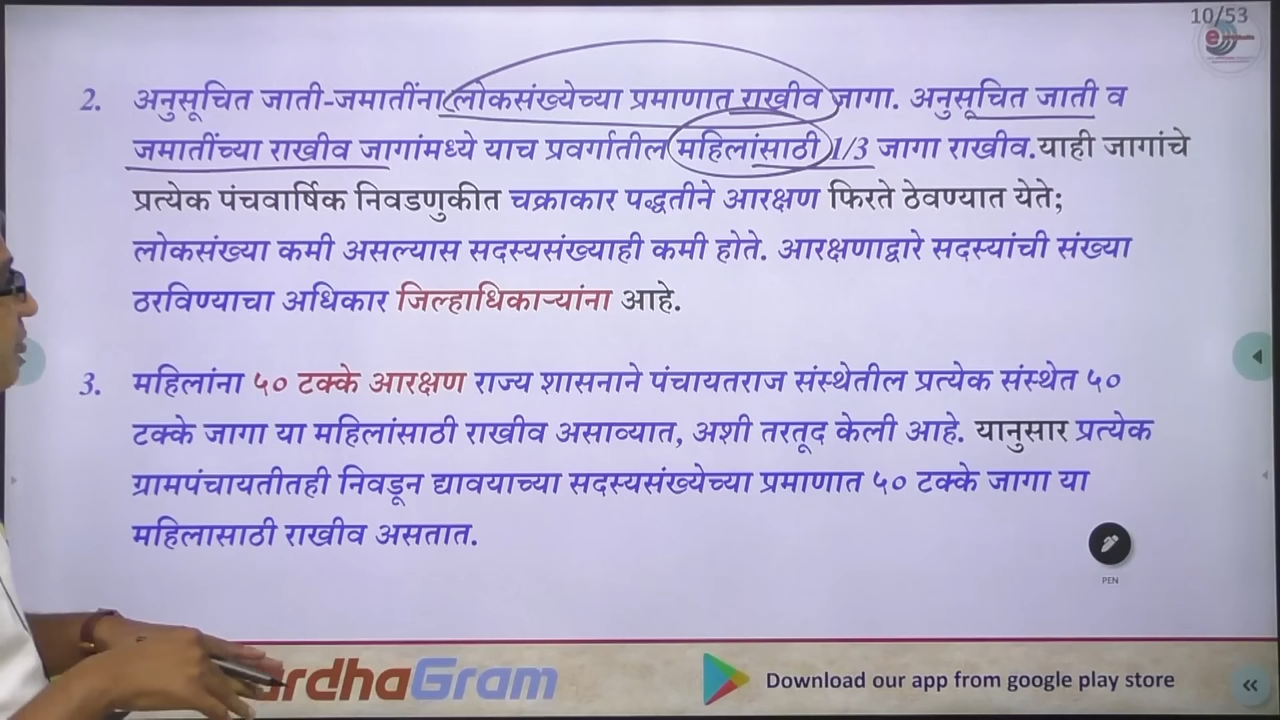 10/53
2. अनुसूचित जाती-जमातींना लोकसंख्येच्या प्रमाणात राखीव जागा. अनुसूचित जाती व
जमातींच्या राखीव जागांमध्ये याच प्रवर्गातील महिलांसाठी 1/3 जागा राखीव.याही जागांचे
प्रत्येक पंचवार्षिक निवडणुकीत चक्राकार पद्धतीने आरक्षण फिरते ठेवण्यात येते;
लोकसंख्या कमी असल्यास सदस्यसंख्याही कमी होते. आरक्षणाद्वारे सदस्यांची संख्या
ठरविण्याचा अधिकार जिल्हाधिकाऱ्यांना आहे.
3. महिलांना ५० टक्के आरक्षण राज्य शासनाने पंचायतराज संस्थेतील प्रत्येक संस्थेत ५०
टक्के जागा या महिलांसाठी राखीव असाव्यात, अशी तरतूद केली आहे. यानुसार प्रत्येक
ग्रामपंचायतीतही निवडून द्यावयाच्या सदस्यसंख्येच्या प्रमाणात ५० टक्के जागा या
महिलासाठी राखीव असतात.
PEN
ardhaGram
Download our app from google play store